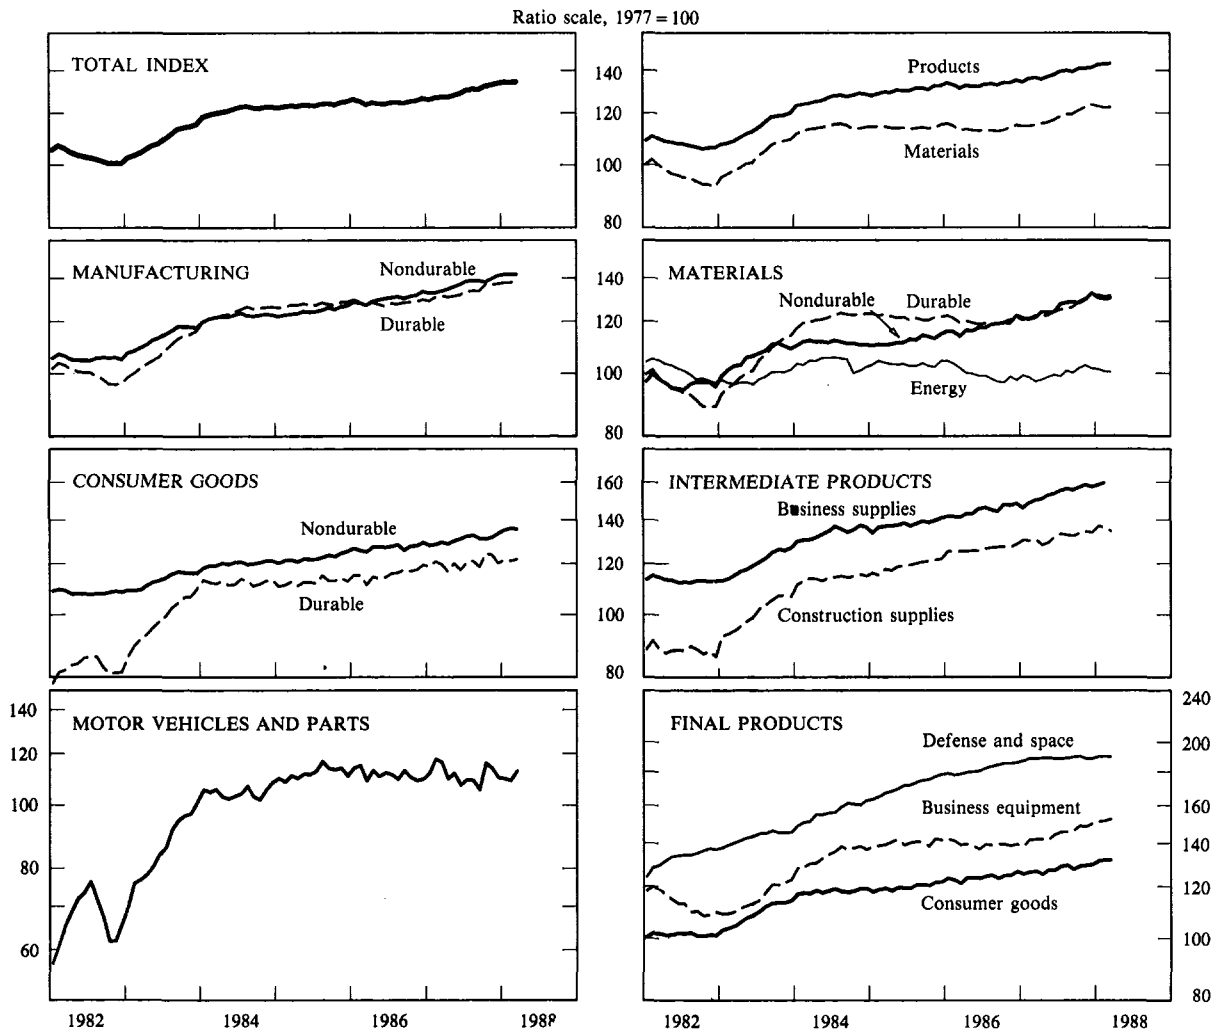 Ratio scale, 1977 = 100
TOTAL INDEX
140
120
100
80
Products
Materials
MANUFACTURING
Nondurable
Durable
140
120
100
80
MATERIALS
Nondurable
Durable
Energy
CONSUMER GOODS
Nondurable
Durable
160
140
120
100
80
INTERMEDIATE PRODUCTS
Business supplies
Construction supplies
140
120
100
80
60
MOTOR VEHICLES AND PARTS
FINAL PRODUCTS
Defense and space
Business equipment
Consumer goods
240
200
160
140
120
100
80
1982 1984 1986 1988
1982 1984 1986 1988